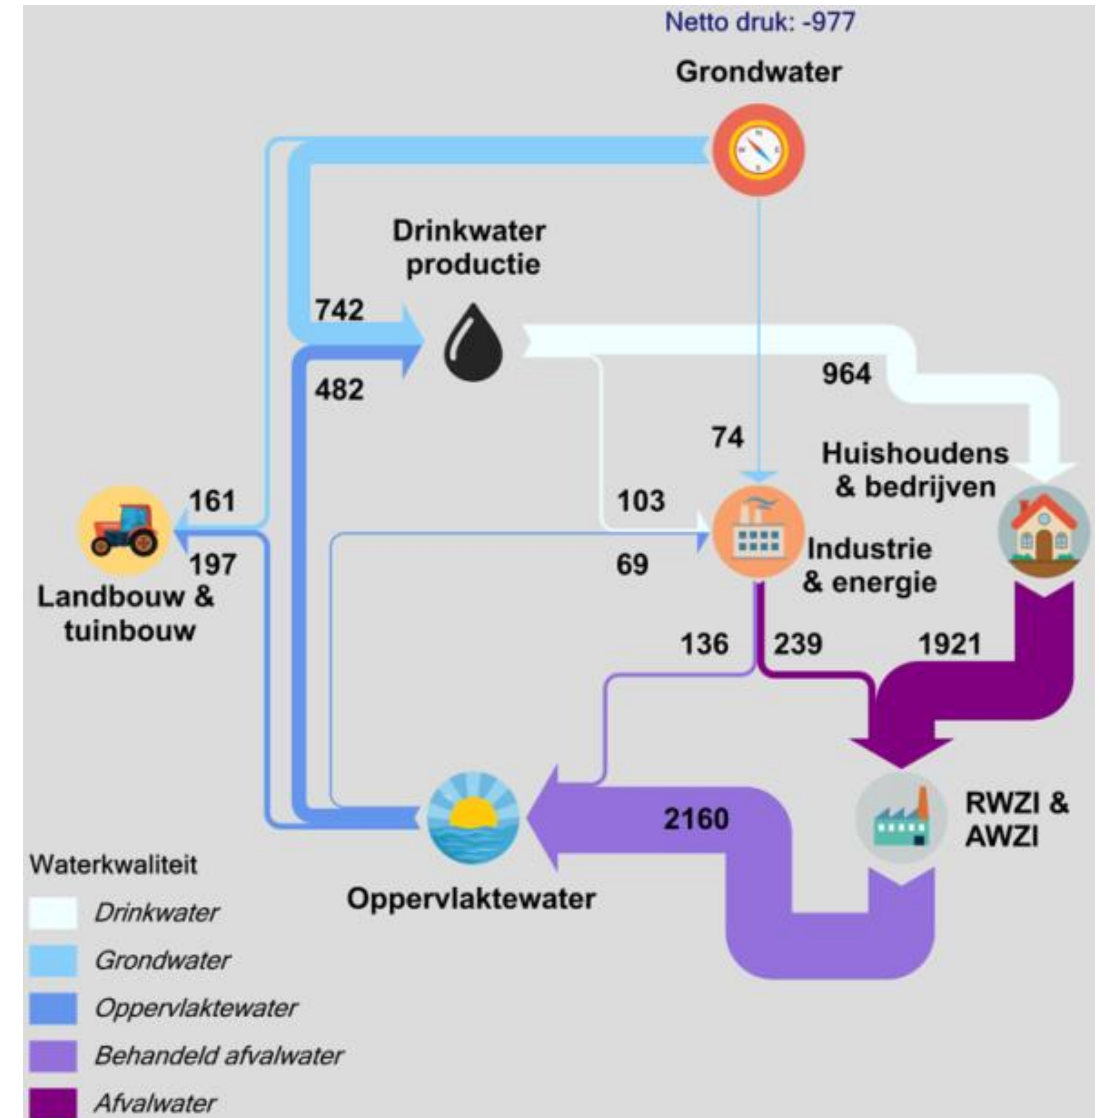 Netto druk: -977
Grondwater
Drinkwater
productie
742
482
964
74
Huishoudens
& bedrijven
161
103
197
69
Industrie
& energie
Landbouw &
tuinbouw
136
239
1921
2160
RWZI &
AWZI
Oppervlaktewater
Waterkwaliteit
Drinkwater
Grondwater
Oppervlaktewater
Behandeld afvalwater
Afvalwater